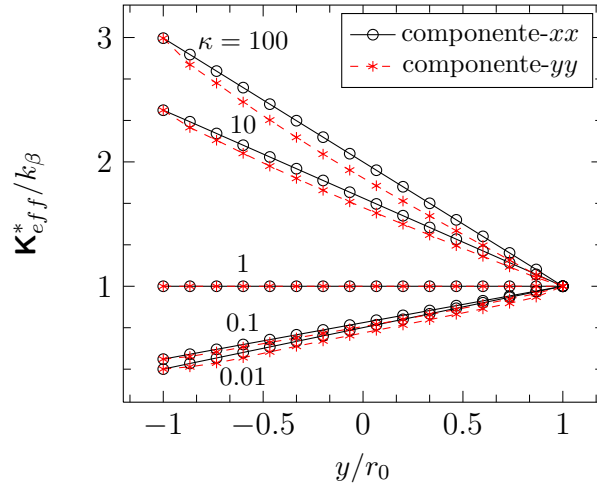 3
κ = 100
componente-xx
componente-yy
10
2
K*eff/kβ
1
1
0.1
0.01
−1
−0.5
0
0.5
1
y/r0